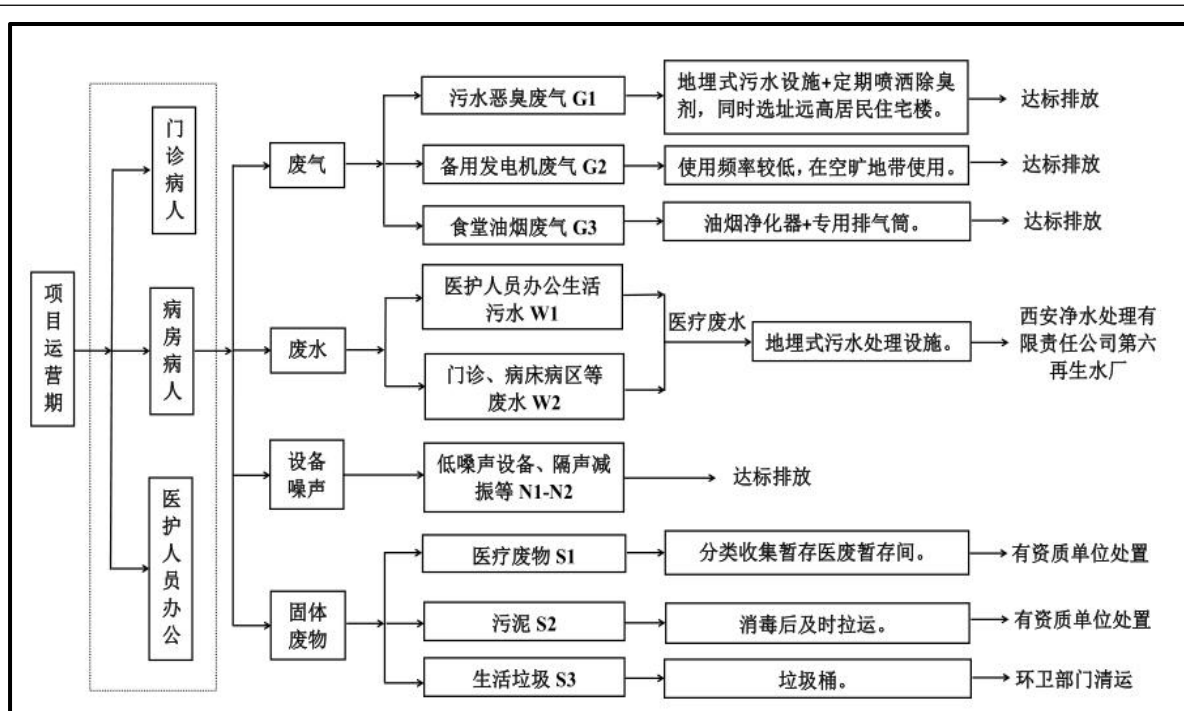 项目运营期
门诊病人
病房病人
医护人员办公
废气
污水恶臭废气 G1
地埋式污水设施+定期喷洒除臭
剂，同时选址远高居民住宅楼。
达标排放
备用发电机废气 G2
使用频率较低，在空旷地带使用。
达标排放
食堂油烟废气 G3
油烟净化器+专用排气筒。
达标排放
废水
医护人员办公生活
污水 W1
门诊、病床病区等
废水 W2
医疗废水
地埋式污水处理设施。
西安净水处理有
限责任公司第六
再生水厂
设备
噪声
低噪声设备、隔声减
振等 N1-N2
达标排放
固体
废物
医疗废物 S1
分类收集暂存医废暂存间。
有资质单位处置
污泥 S2
消毒后及时拉运。
有资质单位处置
生活垃圾 S3
垃圾桶。
环卫部门清运